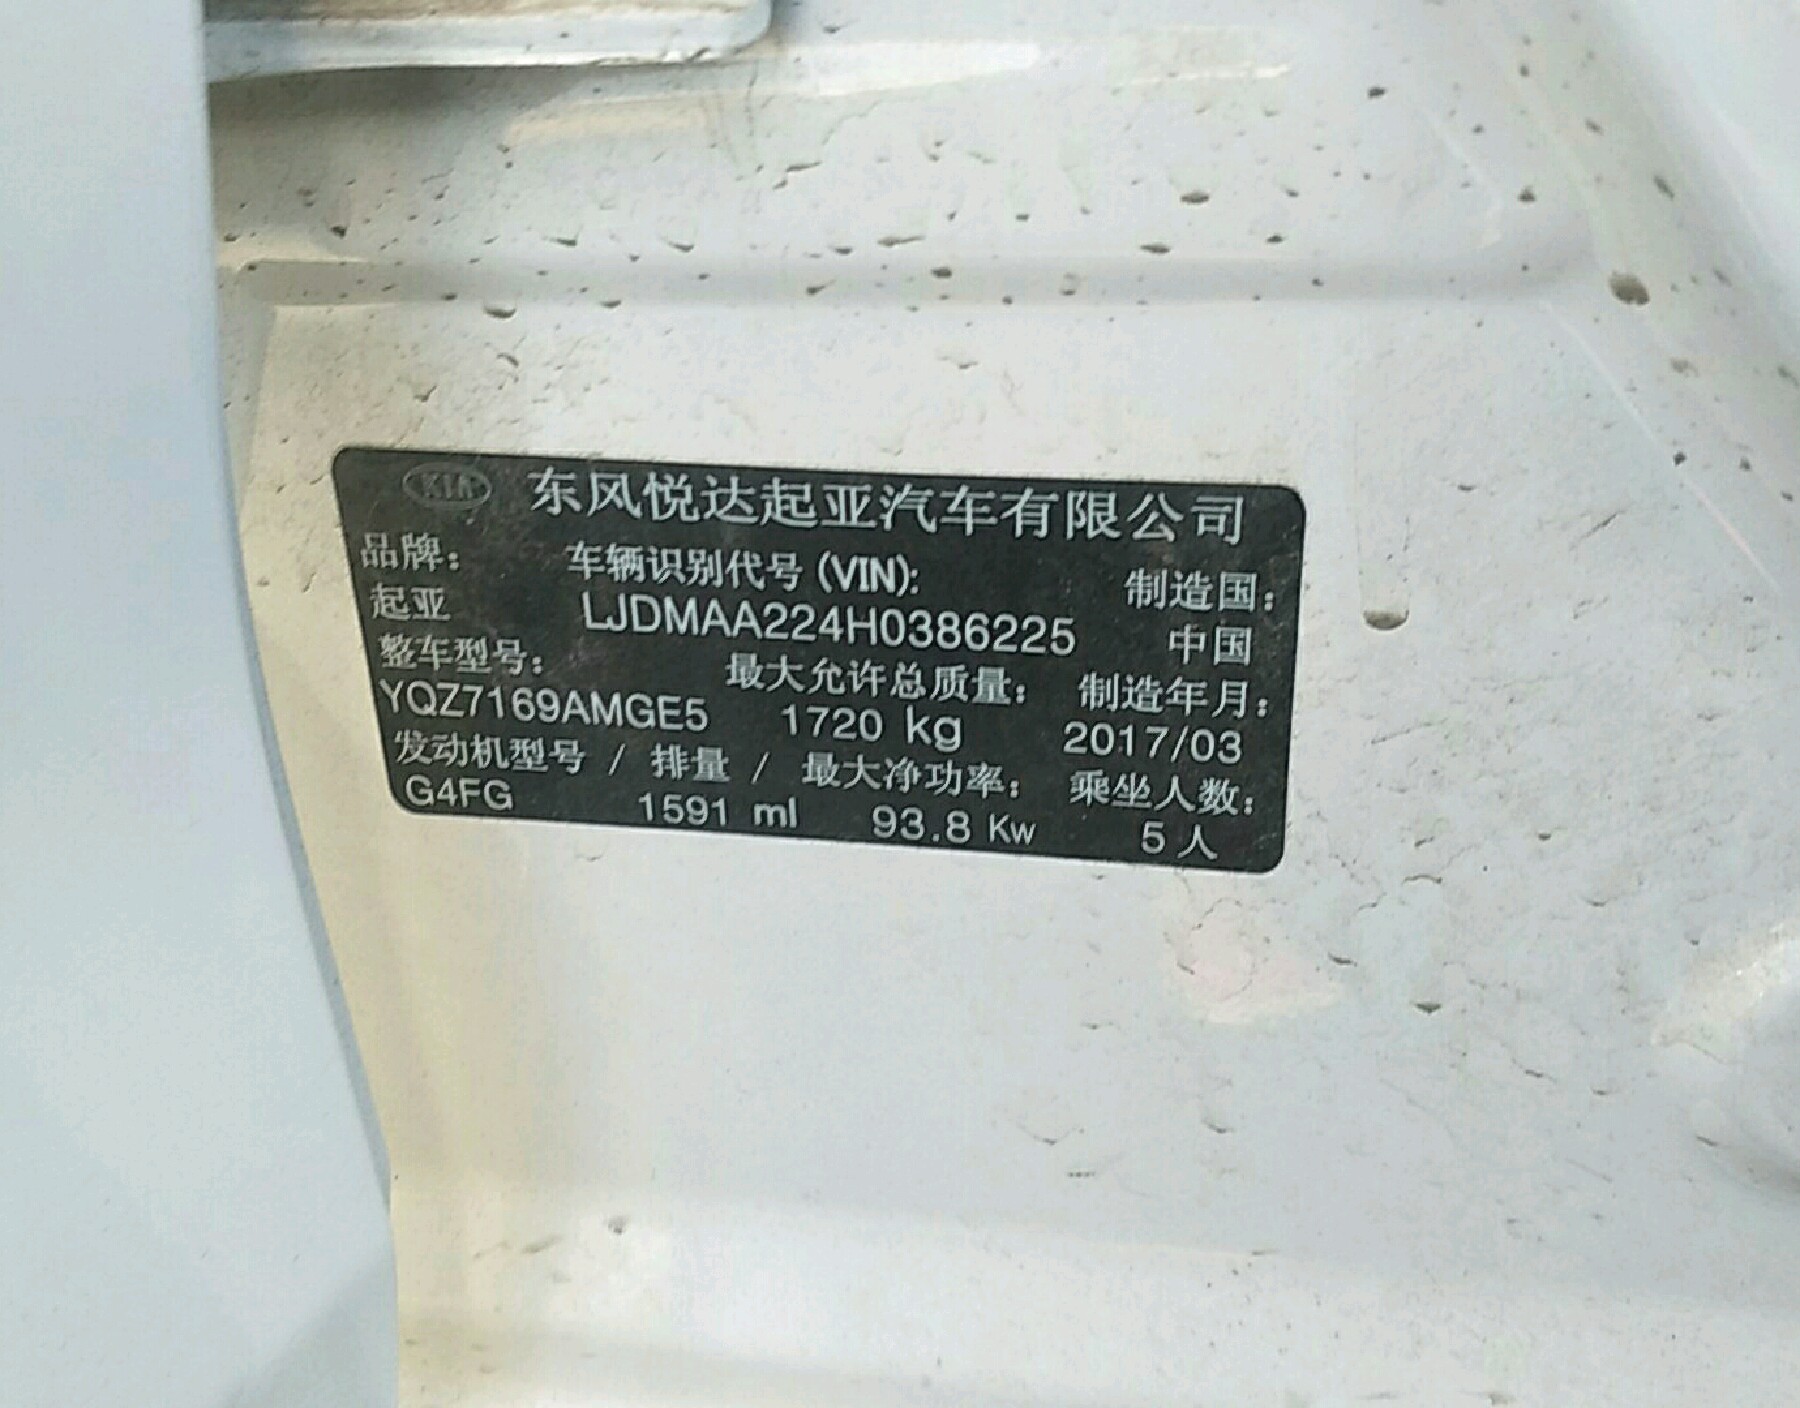 KIA 东风悦达起亚汽车有限公司
品牌： 车辆识别代号 (VIN): 制造国：
起亚 LJDMAA224H0386225 中国
整车型号： 最大允许总质量： 制造年月：
YQZ7169AMGE5 1720 kg 2017/03
发动机型号 / 排量 / 最大净功率： 乘坐人数：
G4FG 1591 ml 93.8 Kw 5 人